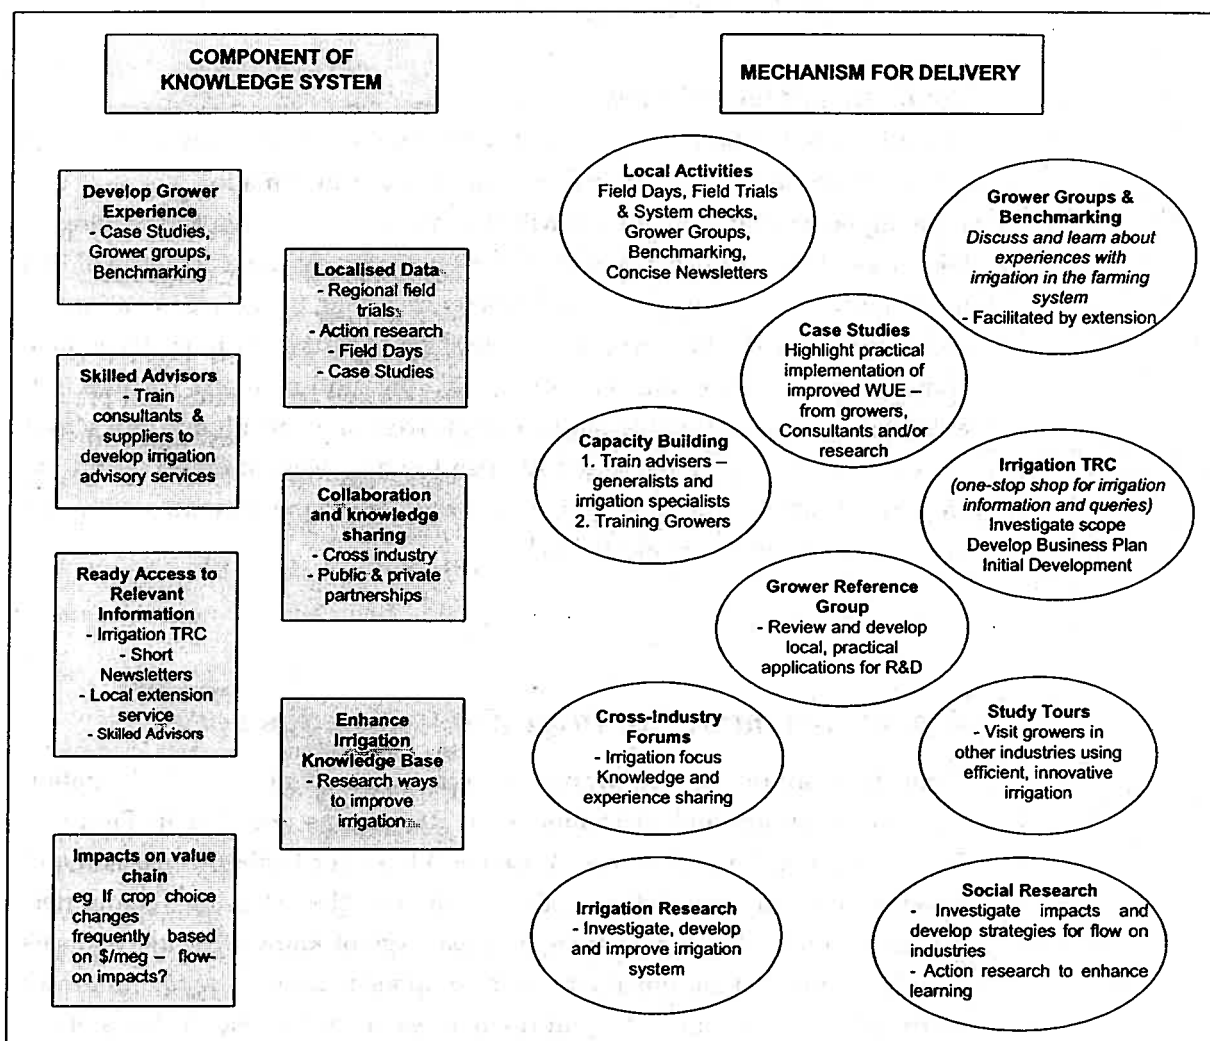 COMPONENT OF
KNOWLEDGE SYSTEM
MECHANISM FOR DELIVERY
Develop Grower
Experience
- Case Studies,
Grower groups,
Benchmarking
Localised Data
- Regional field
trials
- Action research
- Field Days
- Case Studies
Skilled Advisors
- Train
consultants &
suppliers to
develop irrigation
advisory services
Collaboration
and knowledge
sharing
- Cross industry
- Public & private
partnerships
Ready Access to
Relevant
Information
- Irrigation TRC
- Short
Newsletters
- Local extension
service
- Skilled Advisors
Enhance
Irrigation
Knowledge Base
- Research ways
to improve
irrigation
Impacts on value
chain
eg If crop choice
changes
frequently based
on $/meg – flow-
on impacts?
Local Activities
Field Days, Field Trials
& System checks,
Grower Groups,
Benchmarking,
Concise Newsletters
Grower Groups &
Benchmarking
Discuss and learn about
experiences with
irrigation in the farming
system
- Facilitated by extension
Case Studies
Highlight practical
implementation of
improved WUE –
from growers,
Consultants and/or
research
Capacity Building
1. Train advisers –
generalists and
irrigation specialists
2. Training Growers
Irrigation TRC
(one-stop shop for irrigation
information and queries)
Investigate scope
Develop Business Plan
Initial Development
Grower Reference
Group
- Review and develop
local, practical
applications for R&D
Cross-Industry
Forums
- Irrigation focus
Knowledge and
experience sharing
Study Tours
- Visit growers in
other industries using
efficient, innovative
irrigation
Irrigation Research
- Investigate, develop
and improve irrigation
system
Social Research
- Investigate impacts and
develop strategies for flow on
industries
- Action research to enhance
learning